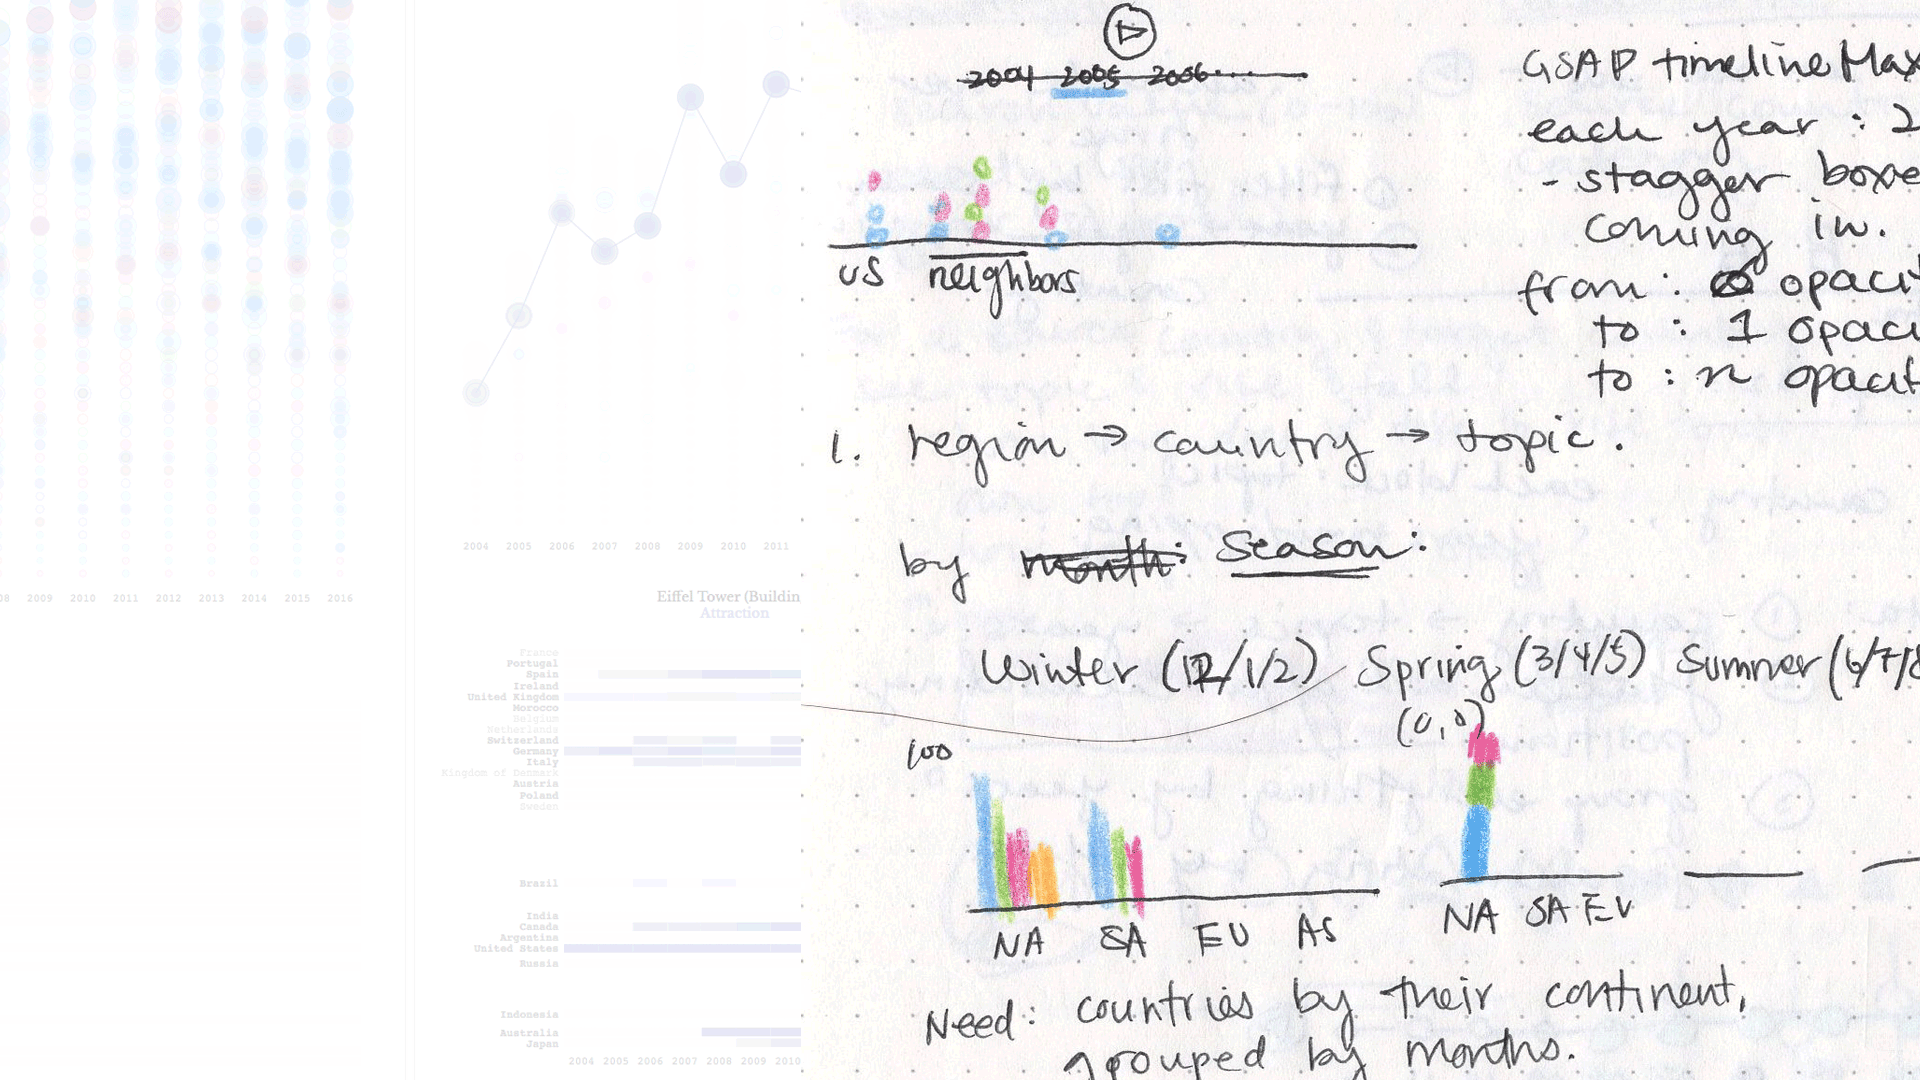 08 2009 2010 2011 2012 2013 2014 2015 2016
2004 2005 2006 2007 2008 2009 2010 2011
Eiffel Tower (Buildin
Attraction
France
Portugal
Spain
Ireland
United Kingdom
Morocco
Belgium
Netherlands
Switzerland
Germany
Italy
Kingdom of Denmark
Austria
Poland
Sweden
Brazil
India
Canada
Argentina
United States
Russia
Indonesia
Australia
Japan
2004 2005 2006 2007 2008 2009 2010
2004 2005 2006....
US neighbors
GSAP timelineMax
each year : 2
- stagger boxe
coming in.
from : 0 opacit
to : 1 opaci
to : n opacit
1. region → country → topic.
by month: Season:
Winter (12/1/2) Spring (3/4/5) Summer (6/7/8
(0,0)
100
NA SA EU AS
NA SA EU
Need: countries by their continent,
grouped by months.